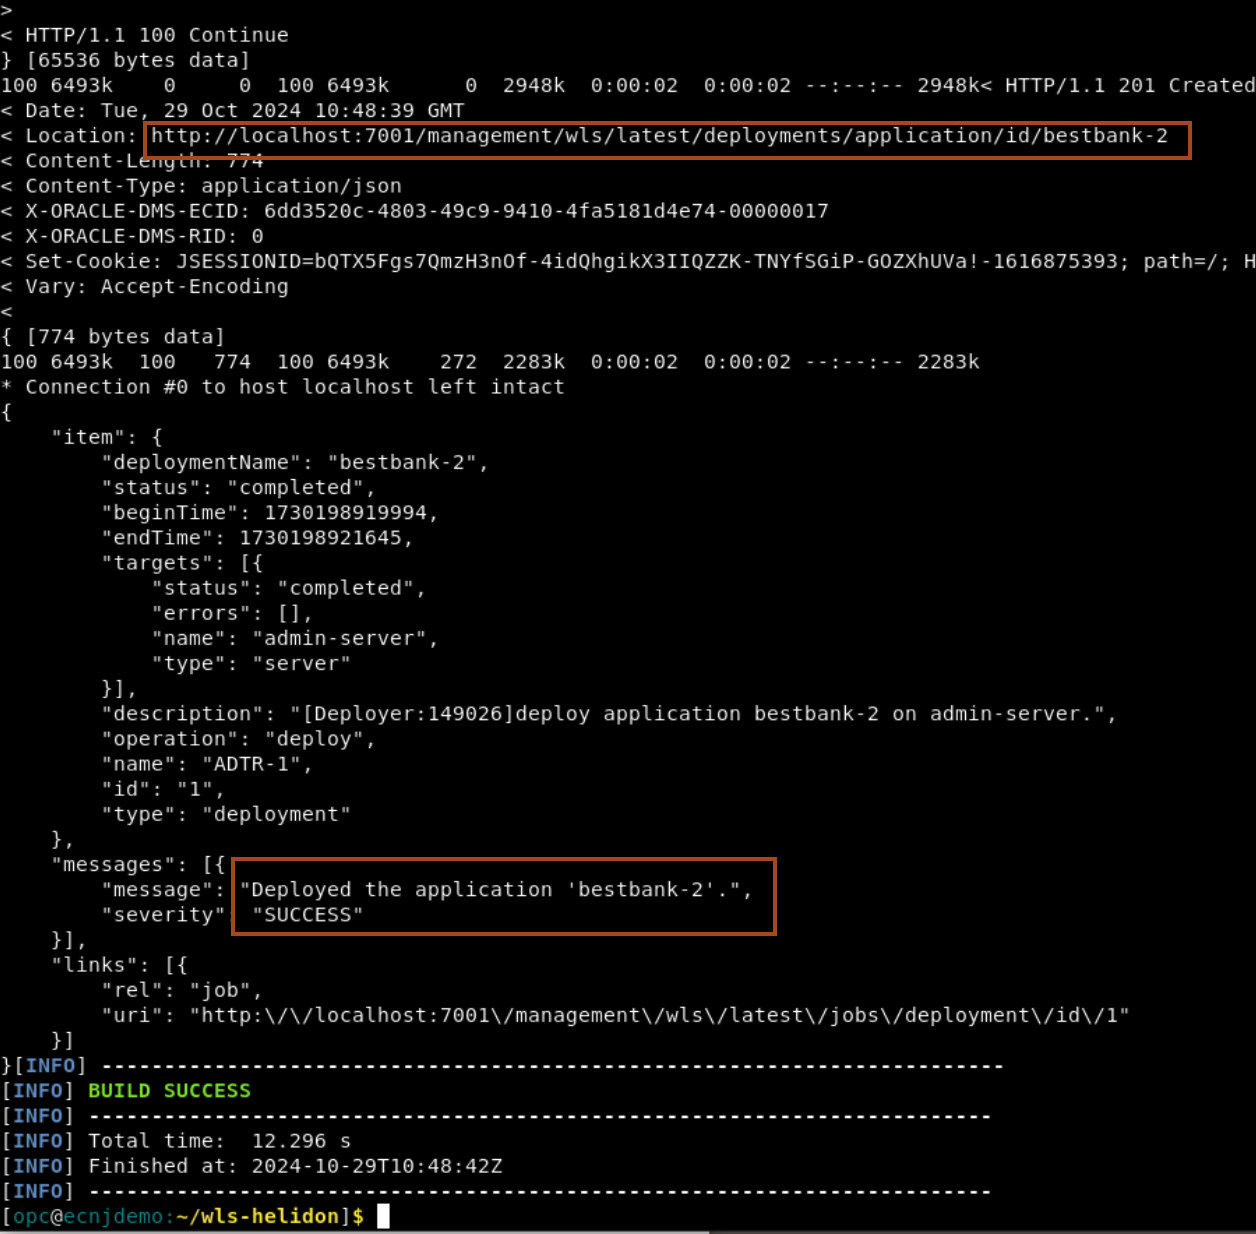 >
< HTTP/1.1 100 Continue
} [65536 bytes data]
100 6493k    0     0  100 6493k      0  2948k  0:00:02  0:00:02 --:--:-- 2948k< HTTP/1.1 201 Created
< Date: Tue, 29 Oct 2024 10:48:39 GMT
< Location: http://localhost:7001/management/wls/latest/deployments/application/id/bestbank-2
< Content-Length: 774
< Content-Type: application/json
< X-ORACLE-DMS-ECID: 6dd3520c-4803-49c9-9410-4fa5181d4e74-00000017
< X-ORACLE-DMS-RID: 0
< Set-Cookie: JSESSIONID=bQTX5Fgs7QmzH3nOf-4idQhgikX3IIQZZK-TNYfSGiP-GOZXhUVa!-1616875393; path=/; H
< Vary: Accept-Encoding
<
{ [774 bytes data]
100 6493k  100   774  100 6493k    272  2283k  0:00:02  0:00:02 --:--:-- 2283k
* Connection #0 to host localhost left intact
{
    "item": {
        "deploymentName": "bestbank-2",
        "status": "completed",
        "beginTime": 1730198919994,
        "endTime": 1730198921645,
        "targets": [{
            "status": "completed",
            "errors": [],
            "name": "admin-server",
            "type": "server"
        }],
        "description": "[Deployer:149026]deploy application bestbank-2 on admin-server.",
        "operation": "deploy",
        "name": "ADTR-1",
        "id": "1",
        "type": "deployment"
    },
    "messages": [{
        "message": "Deployed the application 'bestbank-2'.",
        "severity": "SUCCESS"
    }],
    "links": [{
        "rel": "job",
        "uri": "http:\/\/localhost:7001\/management\/wls\/latest\/jobs\/deployment\/id\/1"
    }]
}[INFO] ------------------------------------------------------------------------
[INFO] BUILD SUCCESS
[INFO] ------------------------------------------------------------------------
[INFO] Total time:  12.296 s
[INFO] Finished at: 2024-10-29T10:48:42Z
[INFO] ------------------------------------------------------------------------
[opc@ecnjdemo:~/wls-helidon]$